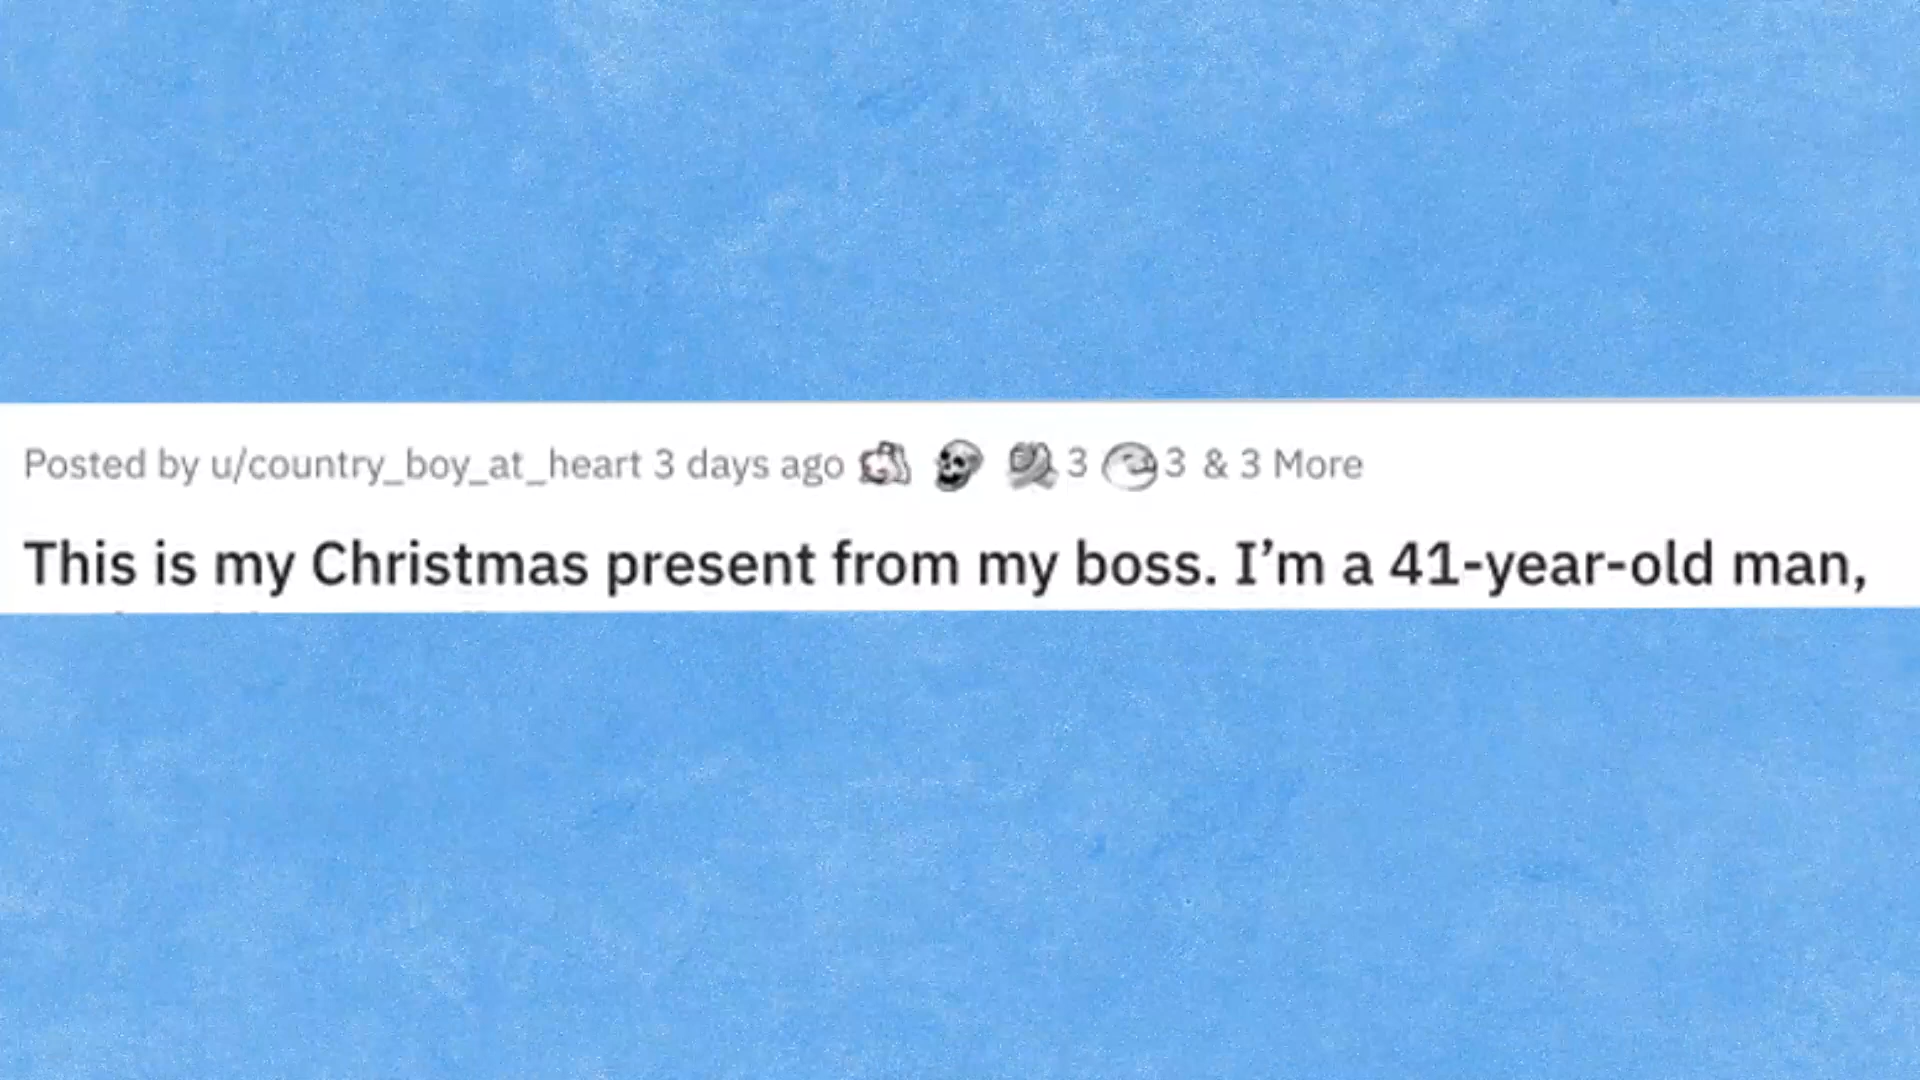 Posted by u/country_boy_at_heart 3 days ago 3 3 & 3 More
This is my Christmas present from my boss. I’m a 41-year-old man,